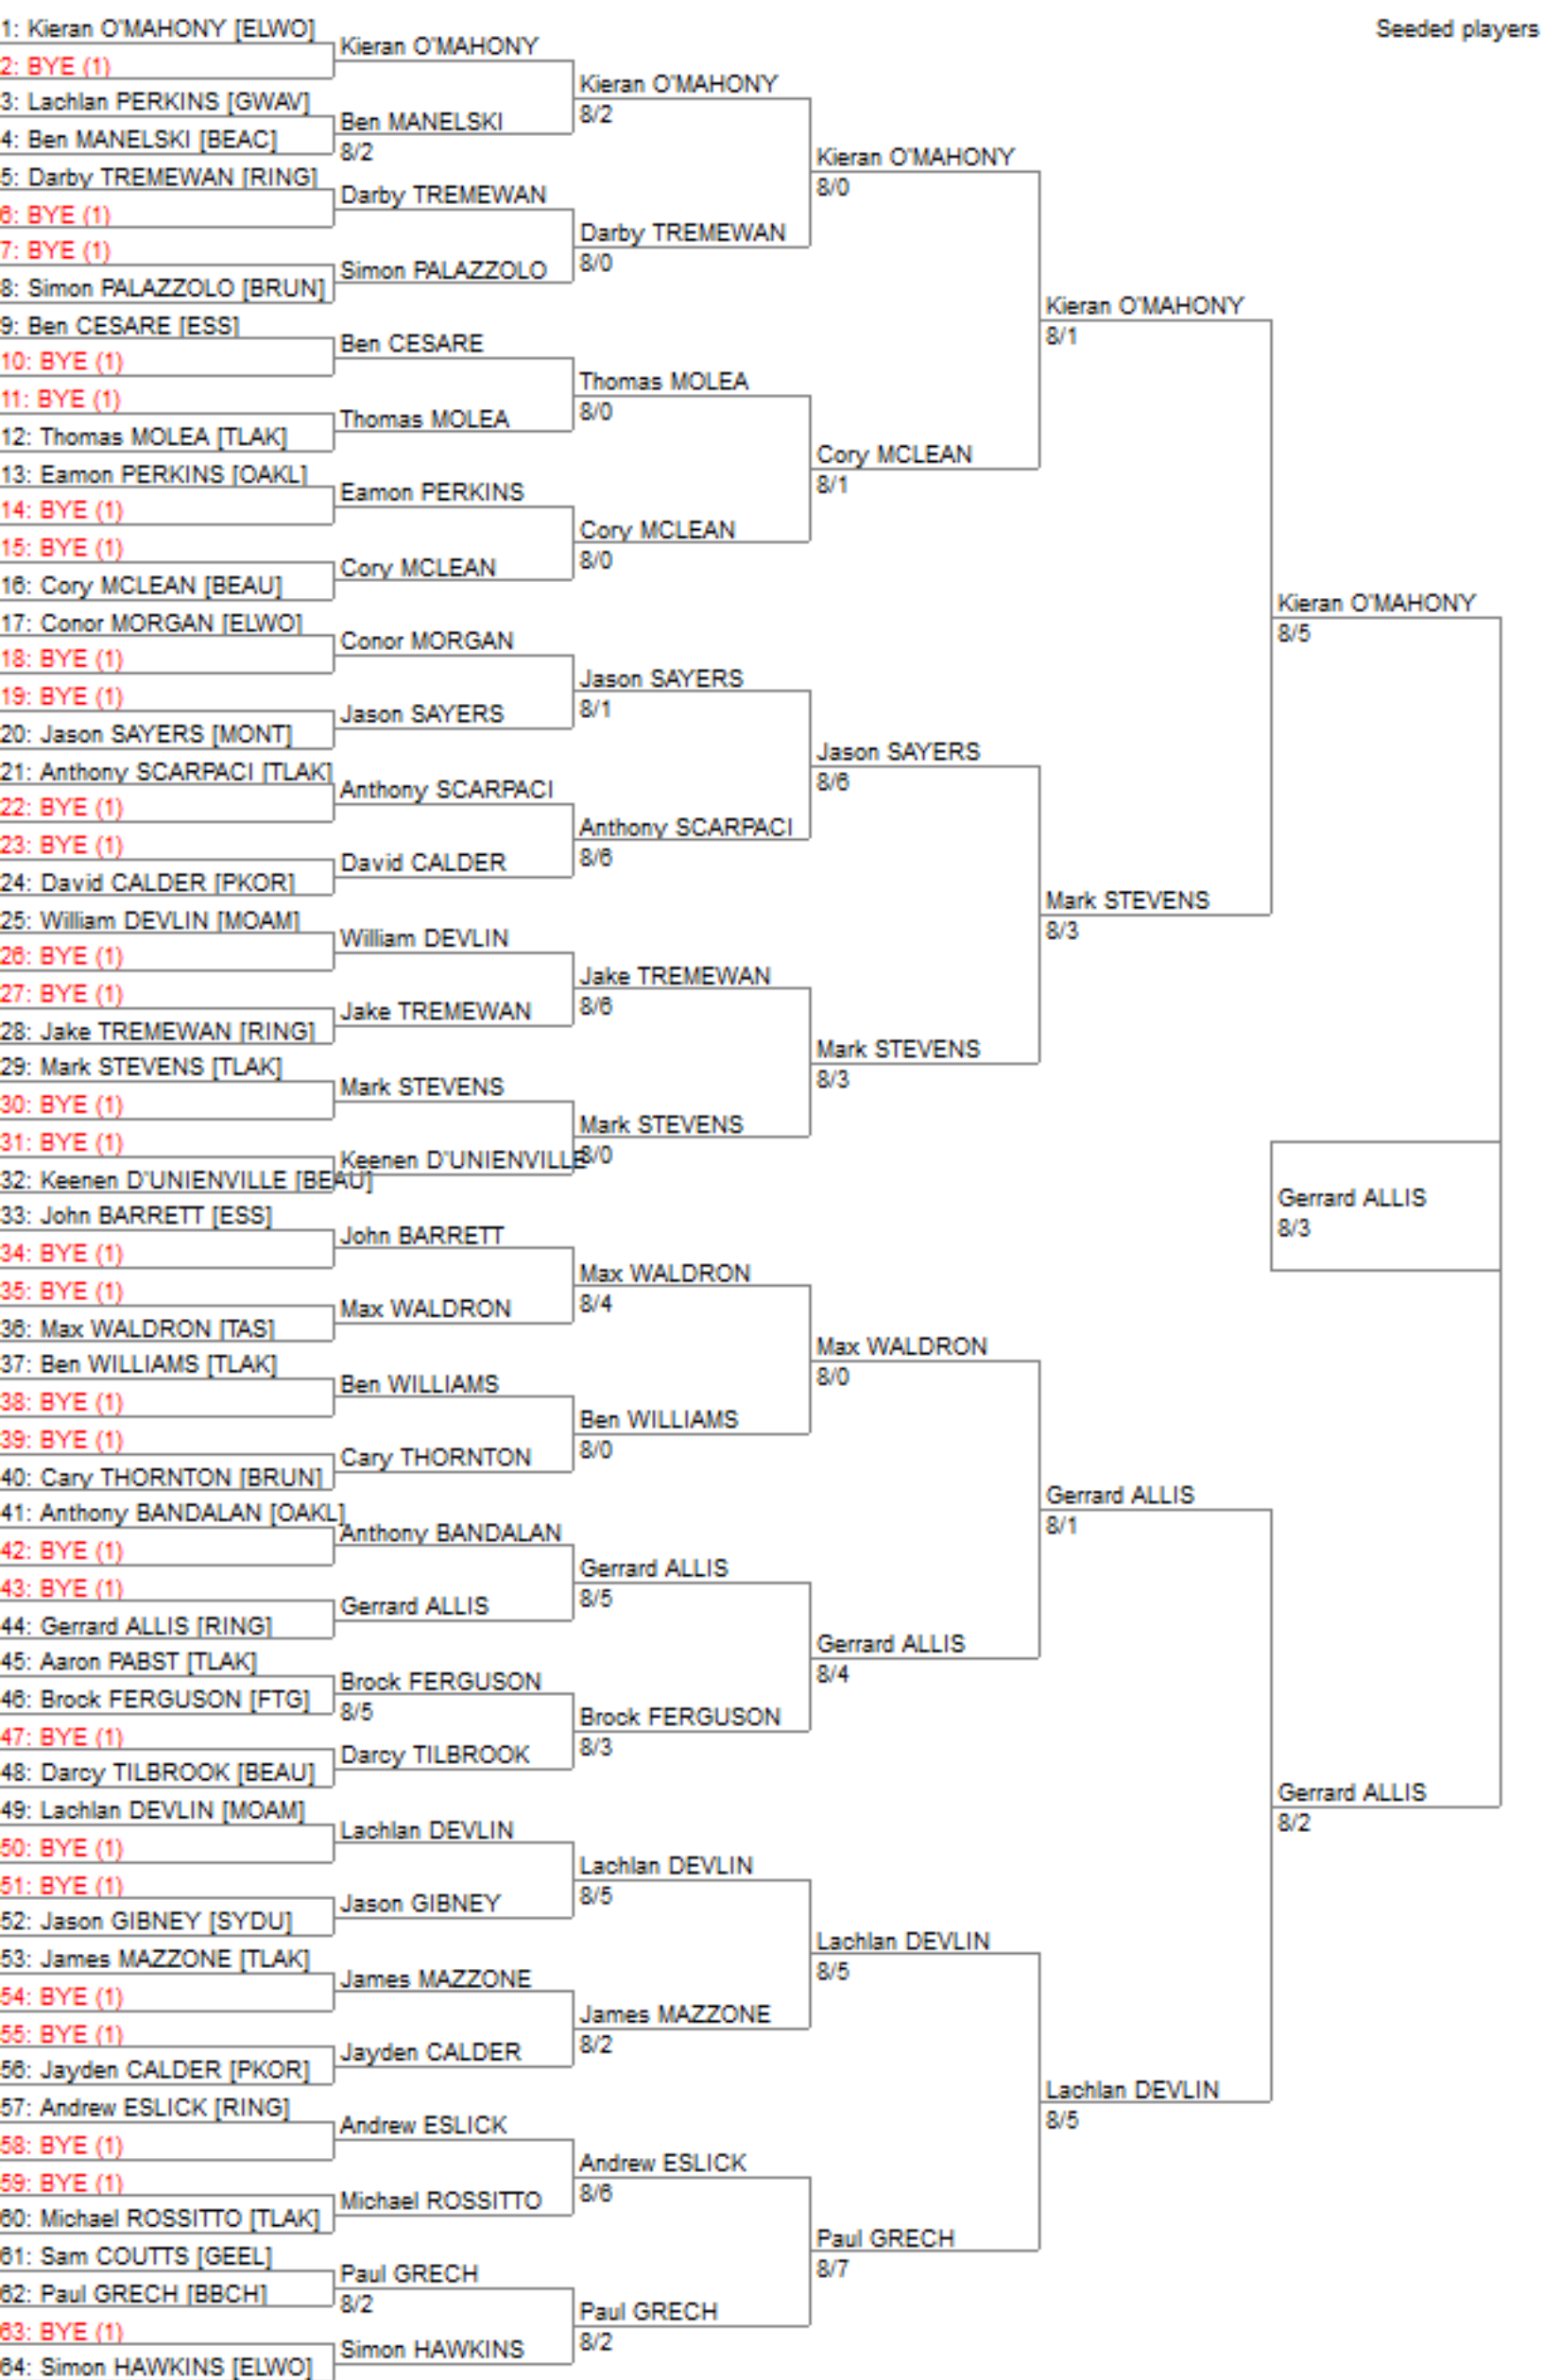 Seeded players
1: Kieran O'MAHONY [ELWO]
2: BYE (1)
3: Lachlan PERKINS [GWAV]
4: Ben MANELSKI [BEAC]
5: Darby TREMEWAN [RING]
6: BYE (1)
7: BYE (1)
8: Simon PALAZZOLO [BRUN]
9: Ben CESARE [ESS]
10: BYE (1)
11: BYE (1)
12: Thomas MOLEA [TLAK]
13: Eamon PERKINS [OAKL]
14: BYE (1)
15: BYE (1)
16: Cory MCLEAN [BEAU]
17: Conor MORGAN [ELWO]
18: BYE (1)
19: BYE (1)
20: Jason SAYERS [MONT]
21: Anthony SCARPACI [TLAK]
22: BYE (1)
23: BYE (1)
24: David CALDER [PKOR]
25: William DEVLIN [MOAM]
26: BYE (1)
27: BYE (1)
28: Jake TREMEWAN [RING]
29: Mark STEVENS [TLAK]
30: BYE (1)
31: BYE (1)
32: Keenen D'UNIENVILLE [BEAU]
33: John BARRETT [ESS]
34: BYE (1)
35: BYE (1)
36: Max WALDRON [TAS]
37: Ben WILLIAMS [TLAK]
38: BYE (1)
39: BYE (1)
40: Cary THORNTON [BRUN]
41: Anthony BANDALAN [OAKL]
42: BYE (1)
43: BYE (1)
44: Gerrard ALLIS [RING]
45: Aaron PABST [TLAK]
46: Brock FERGUSON [FTG]
47: BYE (1)
48: Darcy TILBROOK [BEAU]
49: Lachlan DEVLIN [MOAM]
50: BYE (1)
51: BYE (1)
52: Jason GIBNEY [SYDU]
53: James MAZZONE [TLAK]
54: BYE (1)
55: BYE (1)
56: Jayden CALDER [PKOR]
57: Andrew ESLICK [RING]
58: BYE (1)
59: BYE (1)
60: Michael ROSSITTO [TLAK]
61: Sam COUTTS [GEEL]
62: Paul GRECH [BBCH]
63: BYE (1)
64: Simon HAWKINS [ELWO]
Kieran O'MAHONY
Ben MANELSKI
8/2
Darby TREMEWAN
Simon PALAZZOLO
Ben CESARE
Thomas MOLEA
Eamon PERKINS
Cory MCLEAN
Conor MORGAN
Jason SAYERS
Anthony SCARPACI
David CALDER
William DEVLIN
Jake TREMEWAN
Mark STEVENS
Keenen D'UNIENVILLE
John BARRETT
Max WALDRON
Ben WILLIAMS
Cary THORNTON
Anthony BANDALAN
Gerrard ALLIS
Brock FERGUSON
8/5
Darcy TILBROOK
Lachlan DEVLIN
Jason GIBNEY
James MAZZONE
Jayden CALDER
Andrew ESLICK
Michael ROSSITTO
Paul GRECH
8/2
Simon HAWKINS
Kieran O'MAHONY
8/2
Darby TREMEWAN
8/0
Thomas MOLEA
8/0
Cory MCLEAN
8/0
Jason SAYERS
8/1
Anthony SCARPACI
8/6
Jake TREMEWAN
8/6
Mark STEVENS
8/0
Max WALDRON
8/4
Ben WILLIAMS
8/0
Gerrard ALLIS
8/5
Brock FERGUSON
8/3
Lachlan DEVLIN
8/5
James MAZZONE
8/2
Andrew ESLICK
8/6
Paul GRECH
8/2
Kieran O'MAHONY
8/0
Cory MCLEAN
8/1
Jason SAYERS
8/6
Mark STEVENS
8/3
Max WALDRON
8/0
Gerrard ALLIS
8/4
Lachlan DEVLIN
8/5
Paul GRECH
8/7
Kieran O'MAHONY
8/1
Mark STEVENS
8/3
Gerrard ALLIS
8/1
Lachlan DEVLIN
8/5
Kieran O'MAHONY
8/5
Gerrard ALLIS
8/3
Gerrard ALLIS
8/2